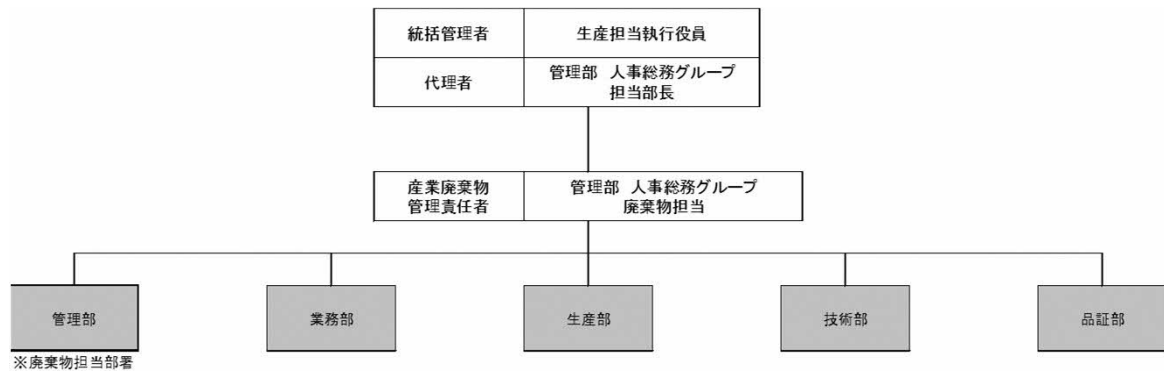 統括管理者 生産担当執行役員
代理者 管理部 人事総務グループ
担当部長
産業廃棄物 管理部 人事総務グループ
管理責任者 廃棄物担当
管理部 業務部 生産部 技術部 品証部
※廃棄物担当部署